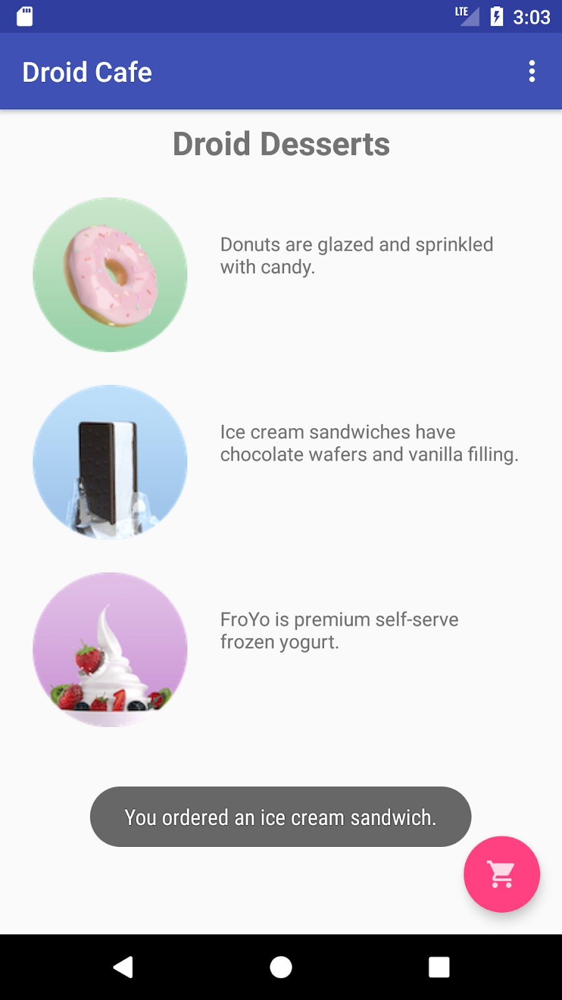 LTE 3:03
Droid Cafe
Droid Desserts
Donuts are glazed and sprinkled
with candy.
Ice cream sandwiches have
chocolate wafers and vanilla filling.
FroYo is premium self-serve
frozen yogurt.
You ordered an ice cream sandwich.